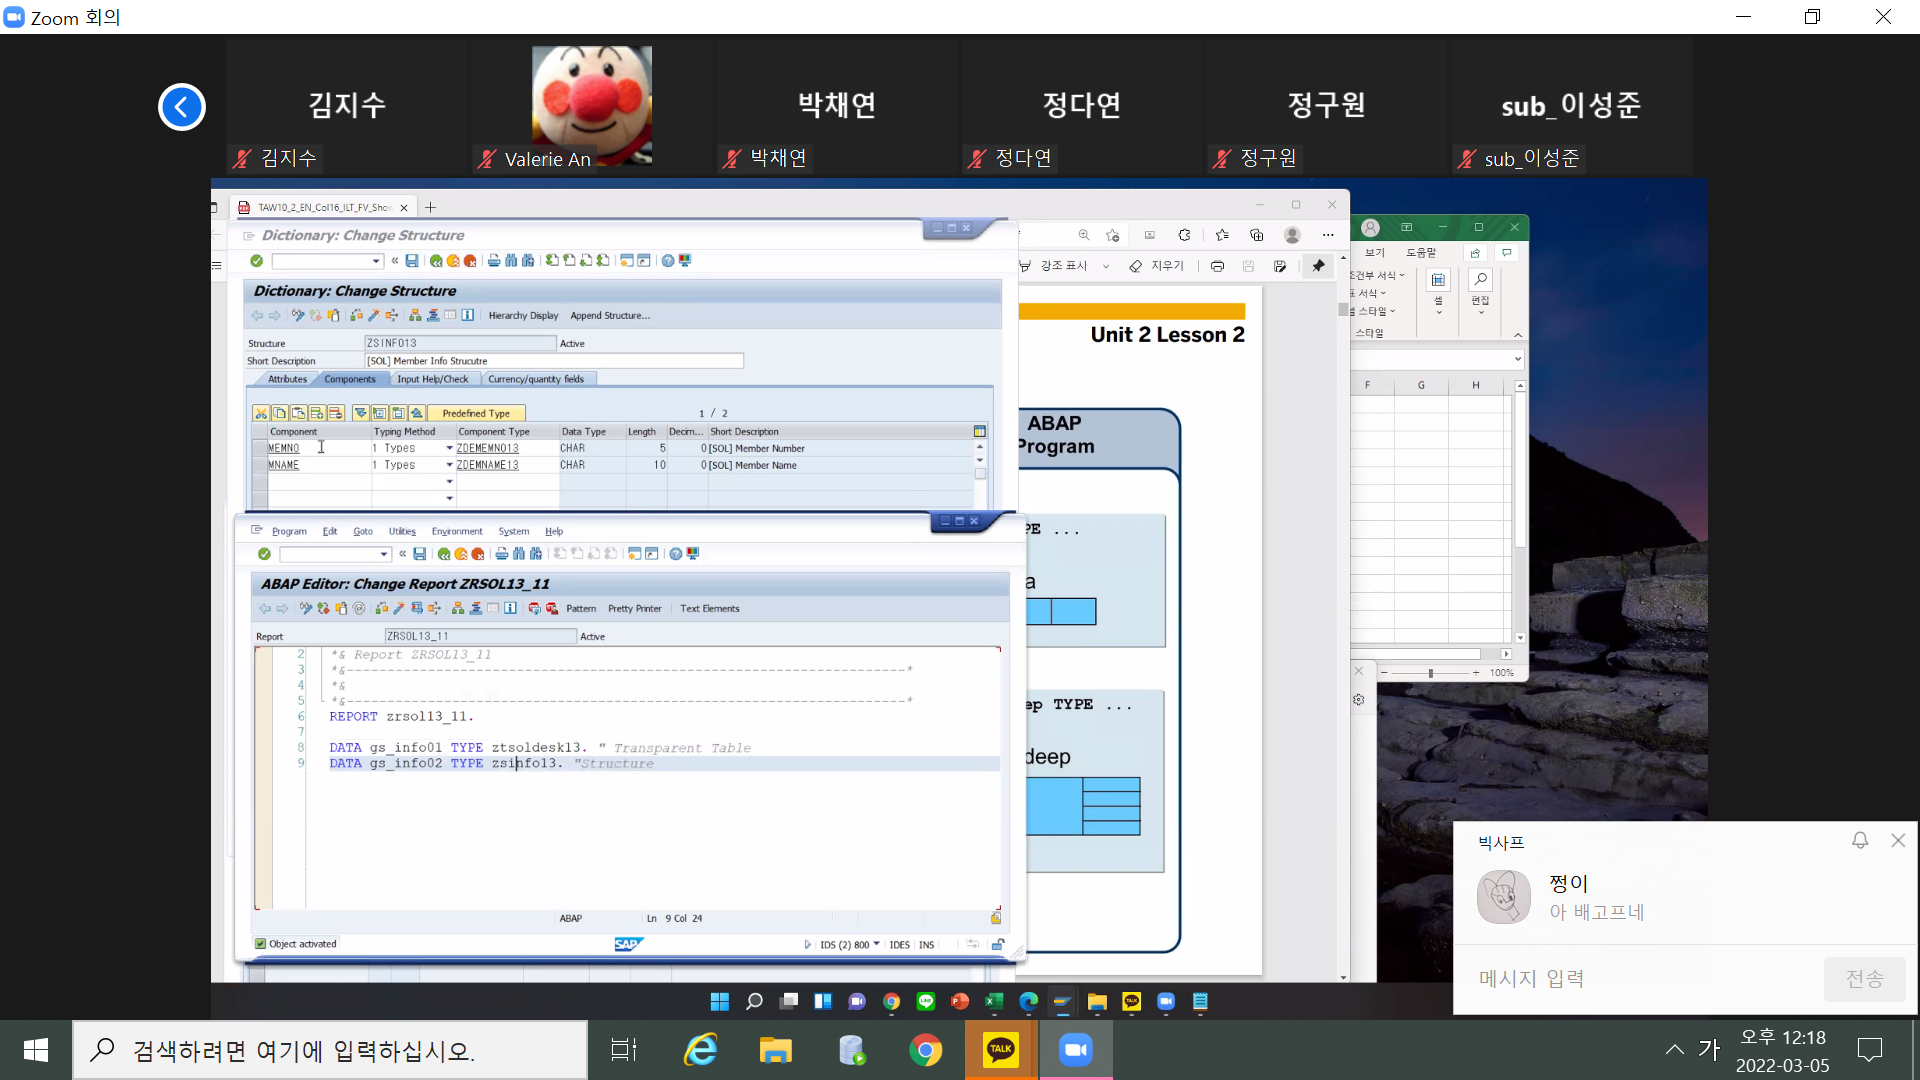 Zoom 회의
김지수
박채연
정다연
정구원
sub_이성준
김지수
Valerie An
박채연
정다연
정구원
sub_이성준
TAW10_2_EN_Col16_ILT_FV_Sho
Dictionary: Change Structure
강조 표시
지우기
보기
도움말
Dictionary: Change Structure
Hierarchy Display
Append Structure...
Structure
ZSINFO13
Active
Short Description
[SOL] Member Info Strucutre
Attributes
Components
Input Help/Check
Currency/quantity fields
Predefined Type
1 / 2
Component
Typing Method
Component Type
Data Type
Length
Decim...
Short Description
MEMNO
1 Types
ZDEMEMNO13
CHAR
5
0
[SOL] Member Number
MNAME
1 Types
ZDEMNAME13
CHAR
10
0
[SOL] Member Name
Unit 2 Lesson 2
ABAP
Program
PE ...
a
ep TYPE ...
deep
조건부 서식
표 서식
셀 스타일
스타일
셀
편집
F
G
H
100%
Program
Edit
Goto
Utilities
Environment
System
Help
ABAP Editor: Change Report ZRSOL13_11
Pattern
Pretty Printer
Text Elements
Report
ZRSOL13_11
Active
2 *& Report ZRSOL13_11
3 *&---------------------------------------------------------------------*
4 *&
5 *&---------------------------------------------------------------------*
6 REPORT zrsol13_11.
7
8 DATA gs_info01 TYPE ztsoldesk13. " Transparent Table
9 DATA gs_info02 TYPE zsinfo13. "Structure
ABAP
Ln 9 Col 24
Object activated
SAP
IDS (2) 800
IDES
INS
빅사프
쩡이
아 배고프네
메시지 입력
전송
검색하려면 여기에 입력하십시오.
TALK
가
오후 12:18
2022-03-05